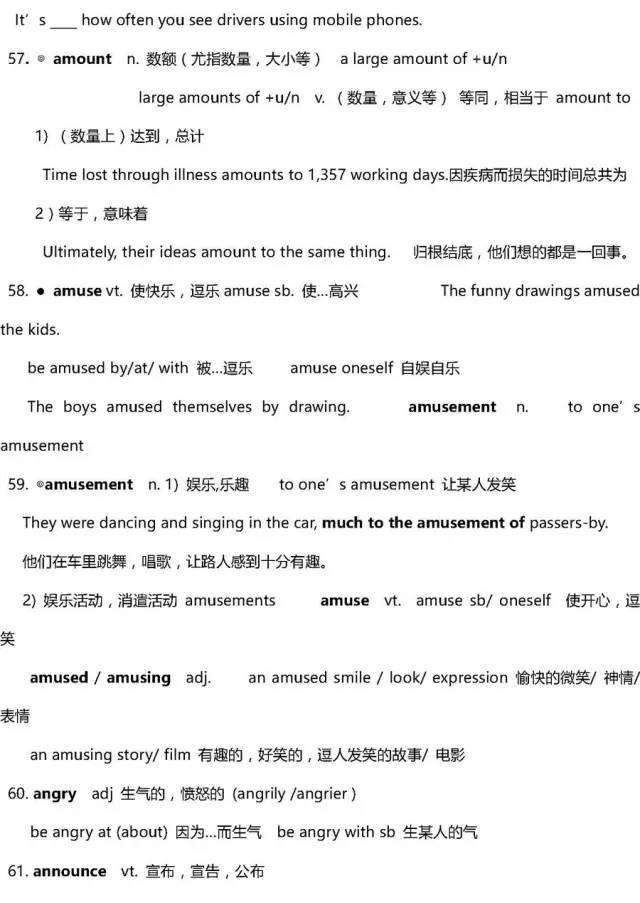 It’s ____ how often you see drivers using mobile phones.
57. ◎ amount n. 数额（尤指数量，大小等） a large amount of +u/n
large amounts of +u/n v. （数量，意义等） 等同，相当于 amount to
1) （数量上）达到，总计
Time lost through illness amounts to 1,357 working days.因疾病而损失的时间总共为
2）等于，意味着
Ultimately, their ideas amount to the same thing. 归根结底，他们想的都是一回事。
58. ● amuse vt. 使快乐，逗乐 amuse sb. 使…高兴 The funny drawings amused
the kids.
be amused by/at/ with 被…逗乐 amuse oneself 自娱自乐
The boys amused themselves by drawing. amusement n. to one’s
amusement
59. ◎amusement n. 1) 娱乐,乐趣 to one’s amusement 让某人发笑
They were dancing and singing in the car, much to the amusement of passers-by.
他们在车里跳舞，唱歌，让路人感到十分有趣。
2) 娱乐活动，消遣活动 amusements amuse vt. amuse sb/ oneself 使开心，逗
笑
amused / amusing adj. an amused smile / look/ expression 愉快的微笑/ 神情/
表情
an amusing story/ film 有趣的，好笑的，逗人发笑的故事/ 电影
60. angry adj 生气的，愤怒的 (angrily /angrier )
be angry at (about) 因为…而生气 be angry with sb 生某人的气
61. announce vt. 宣布，宣告，公布